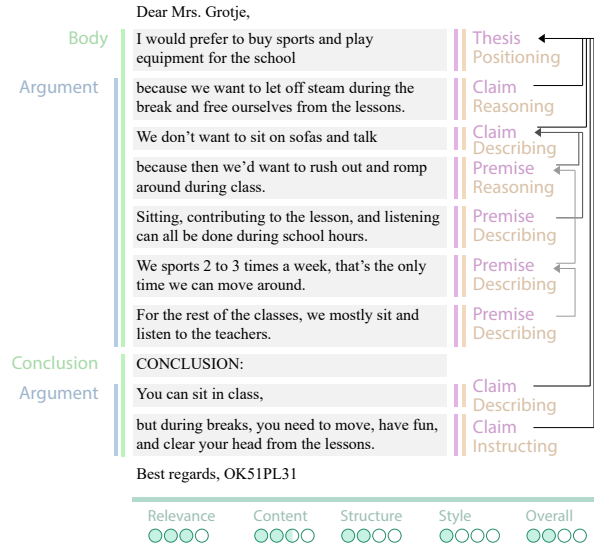 Dear Mrs. Grotje,
Body
I would prefer to buy sports and play
equipment for the school
Thesis
Positioning
Argument
because we want to let off steam during the
break and free ourselves from the lessons.
Claim
Reasoning
We don't want to sit on sofas and talk
Claim
Describing
because then we'd want to rush out and romp
around during class.
Premise
Reasoning
Sitting, contributing to the lesson, and listening
can all be done during school hours.
Premise
Describing
We sports 2 to 3 times a week, that's the only
time we can move around.
Premise
Describing
For the rest of the classes, we mostly sit and
listen to the teachers.
Premise
Describing
Conclusion
CONCLUSION:
Argument
You can sit in class,
Claim
Describing
but during breaks, you need to move, have fun,
and clear your head from the lessons.
Claim
Instructing
Best regards, OK51PL31
Relevance Content Structure Style Overall